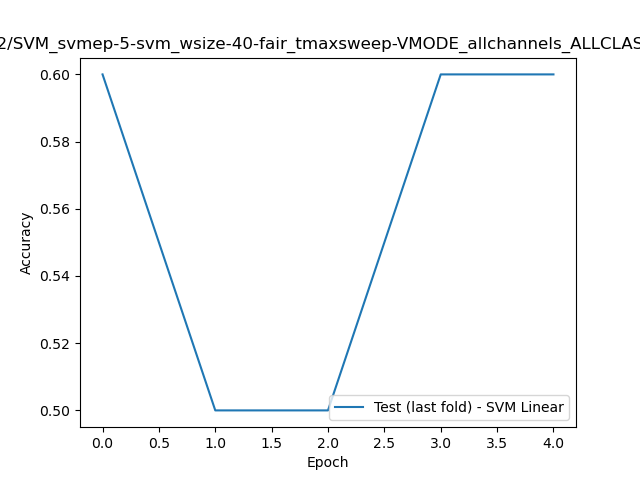 2/SVM_svmep-5-svm_wsize-40-fair_tmaxsweep-VMODE_allchannels_ALLCLAS
0.60
0.58
0.56
0.54
0.52
0.50
Accuracy
Test (last fold) - SVM Linear
0.0 0.5 1.0 1.5 2.0 2.5 3.0 3.5 4.0
Epoch